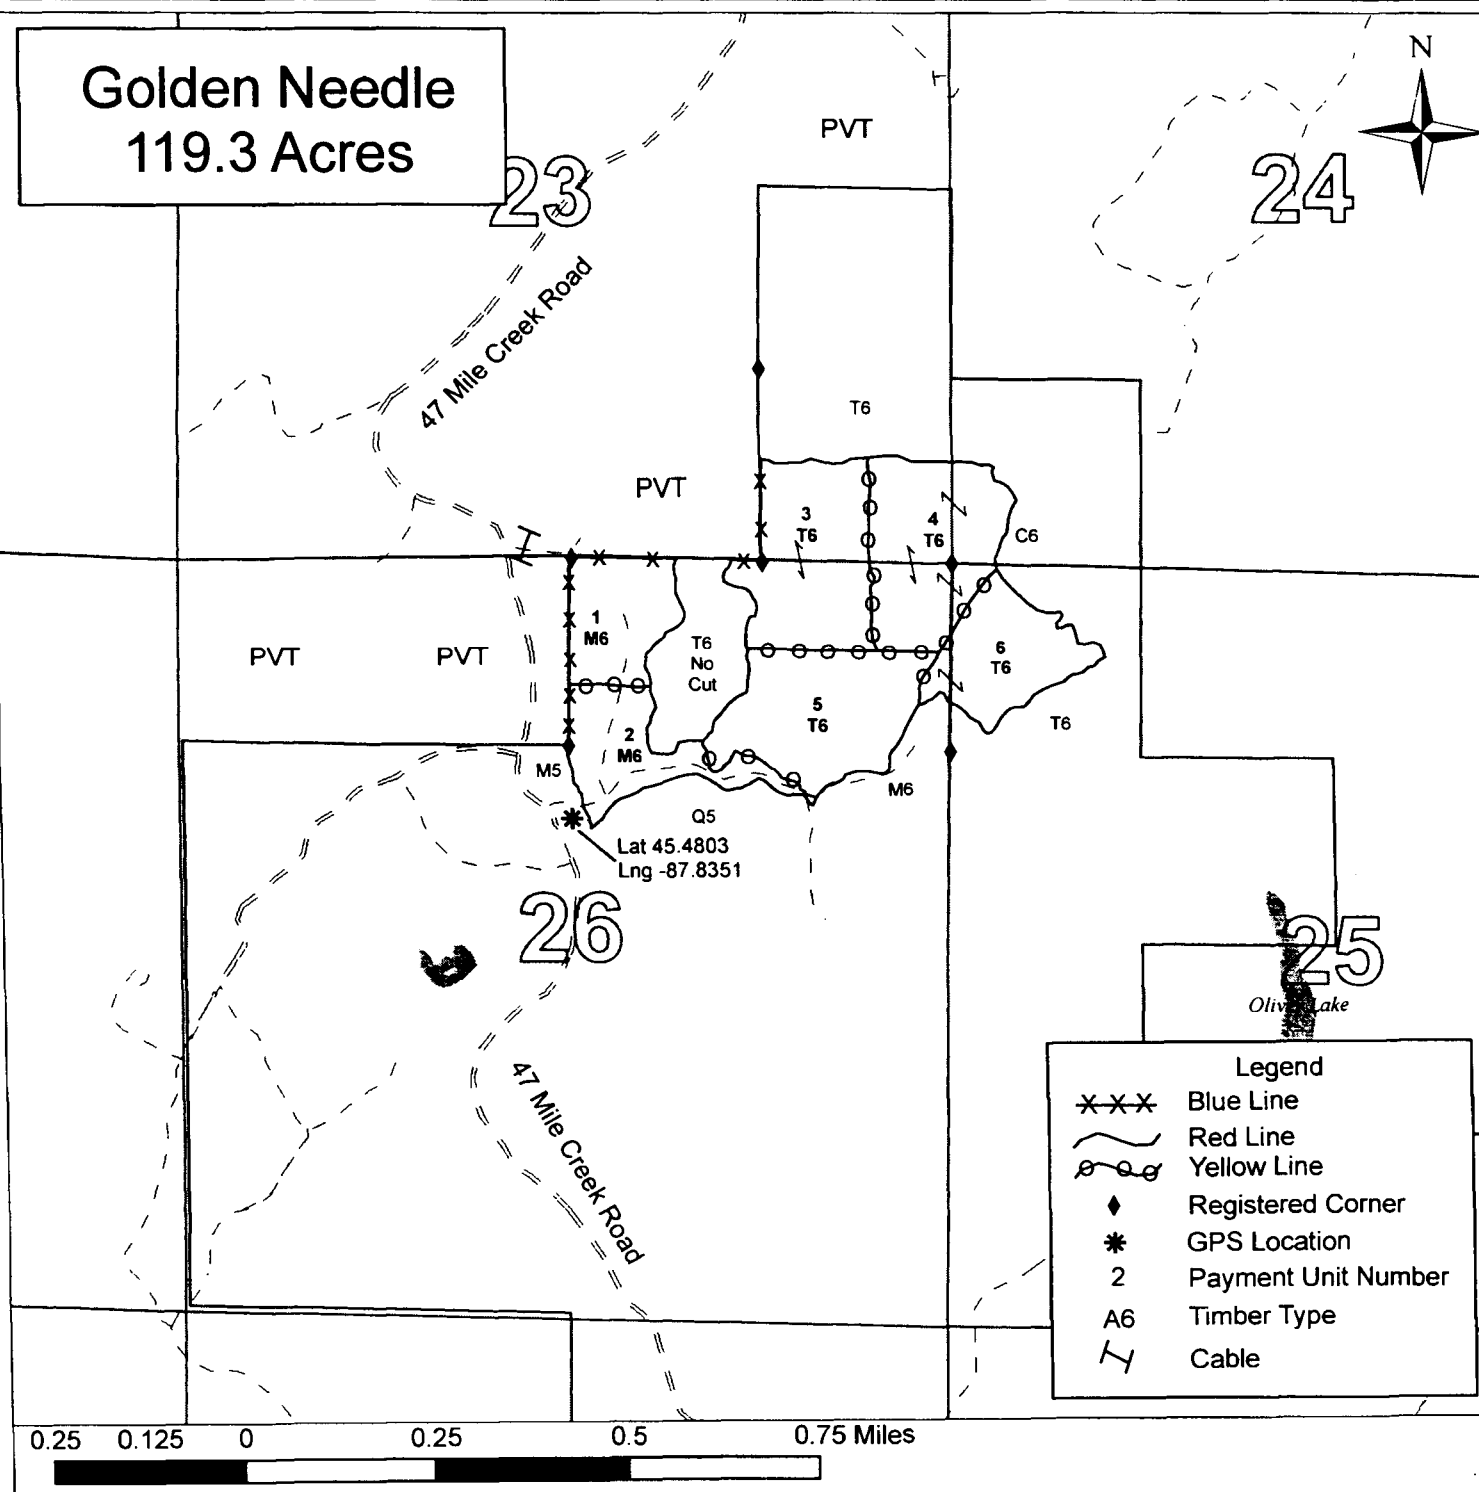 Golden Needle
119.3 Acres
N
PVT
23
24
47 Mile Creek Road
T6
PVT
3
T6
4
T6
C6
1
M6
PVT
PVT
T6
No
Cut
6
T6
5
T6
T6
2
M6
M5
M6
Q5
Lat 45.4803
Lng -87.8351
26
25
Lake
47 Mile Creek Road
Legend
Blue Line
Red Line
Yellow Line
Registered Corner
GPS Location
2 Payment Unit Number
A6 Timber Type
Cable
0.25 0.125 0 0.25 0.5 0.75 Miles